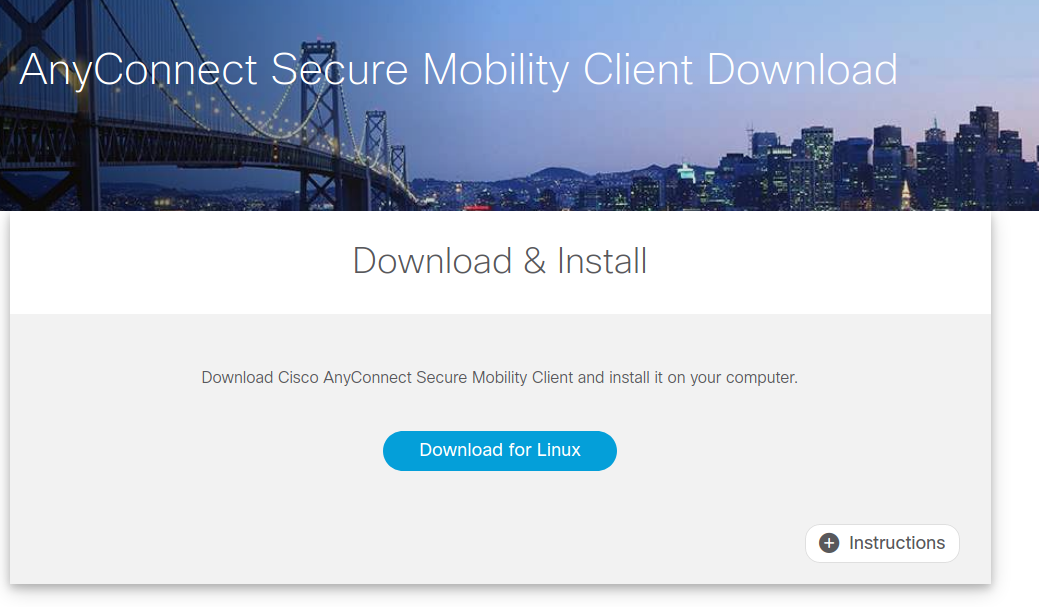 AnyConnect Secure Mobility Client Download
Download & Install
Download Cisco AnyConnect Secure Mobility Client and install it on your computer.
Download for Linux
Instructions